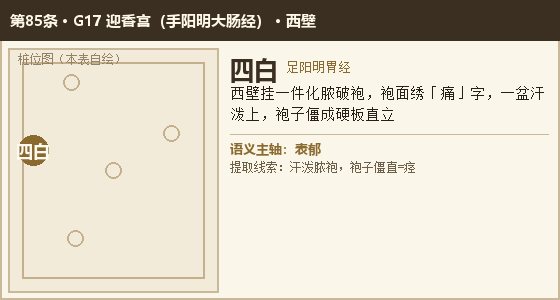 第85条・G17 迎香宫（手阳明大肠经）・西壁
桩位图（本表自绘）
四白
四白 足阳明胃经
西壁挂一件化脓破袍，袍面绣「痛」字，一盆汗
泼上，袍子僵成硬板直立
语义主轴：表郁
提取线索：汗泼脓袍，袍子僵直=痉